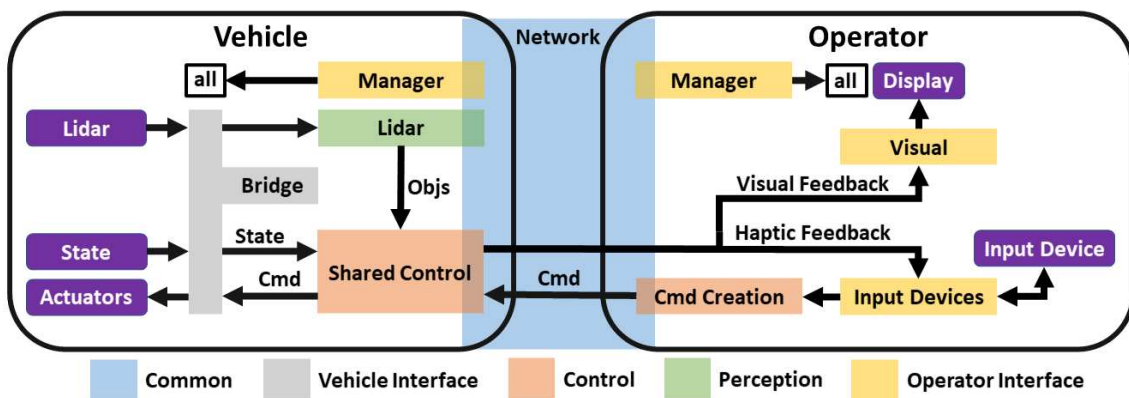 Vehicle
Network
Operator
all
Manager
Manager
all
Display
Lidar
Lidar
Visual
Bridge
Objs
Visual Feedback
State
State
Shared Control
Haptic Feedback
Input Device
Actuators
Cmd
Cmd
Cmd Creation
Input Devices
Common
Vehicle Interface
Control
Perception
Operator Interface